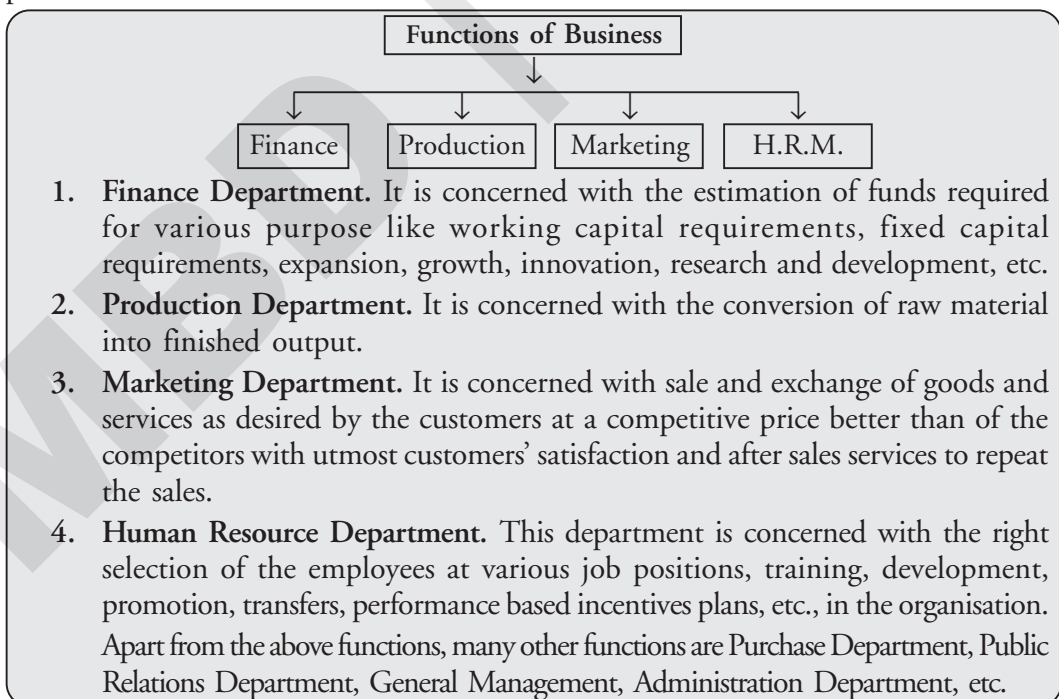 Functions of Business
Finance Production Marketing H.R.M.
1. Finance Department. It is concerned with the estimation of funds required
for various purpose like working capital requirements, fixed capital
requirements, expansion, growth, innovation, research and development, etc.
2. Production Department. It is concerned with the conversion of raw material
into finished output.
3. Marketing Department. It is concerned with sale and exchange of goods and
services as desired by the customers at a competitive price better than of the
competitors with utmost customers’ satisfaction and after sales services to repeat
the sales.
4. Human Resource Department. This department is concerned with the right
selection of the employees at various job positions, training, development,
promotion, transfers, performance based incentives plans, etc., in the organisation.
Apart from the above functions, many other functions are Purchase Department, Public
Relations Department, General Management, Administration Department, etc.
MBD